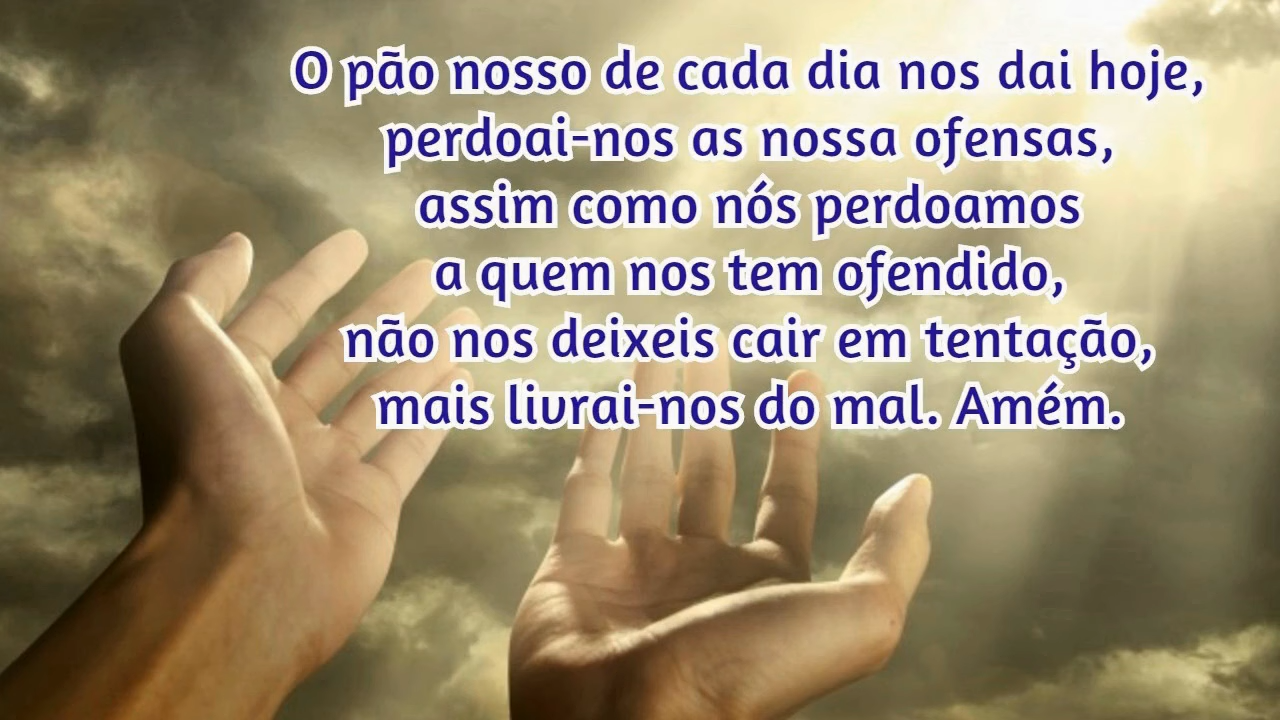 O pão nosso de cada dia nos dai hoje,
perdoai-nos as nossa ofensas,
assim como nós perdoamos
a quem nos tem ofendido,
não nos deixeis cair em tentação,
mais livrai-nos do mal. Amém.